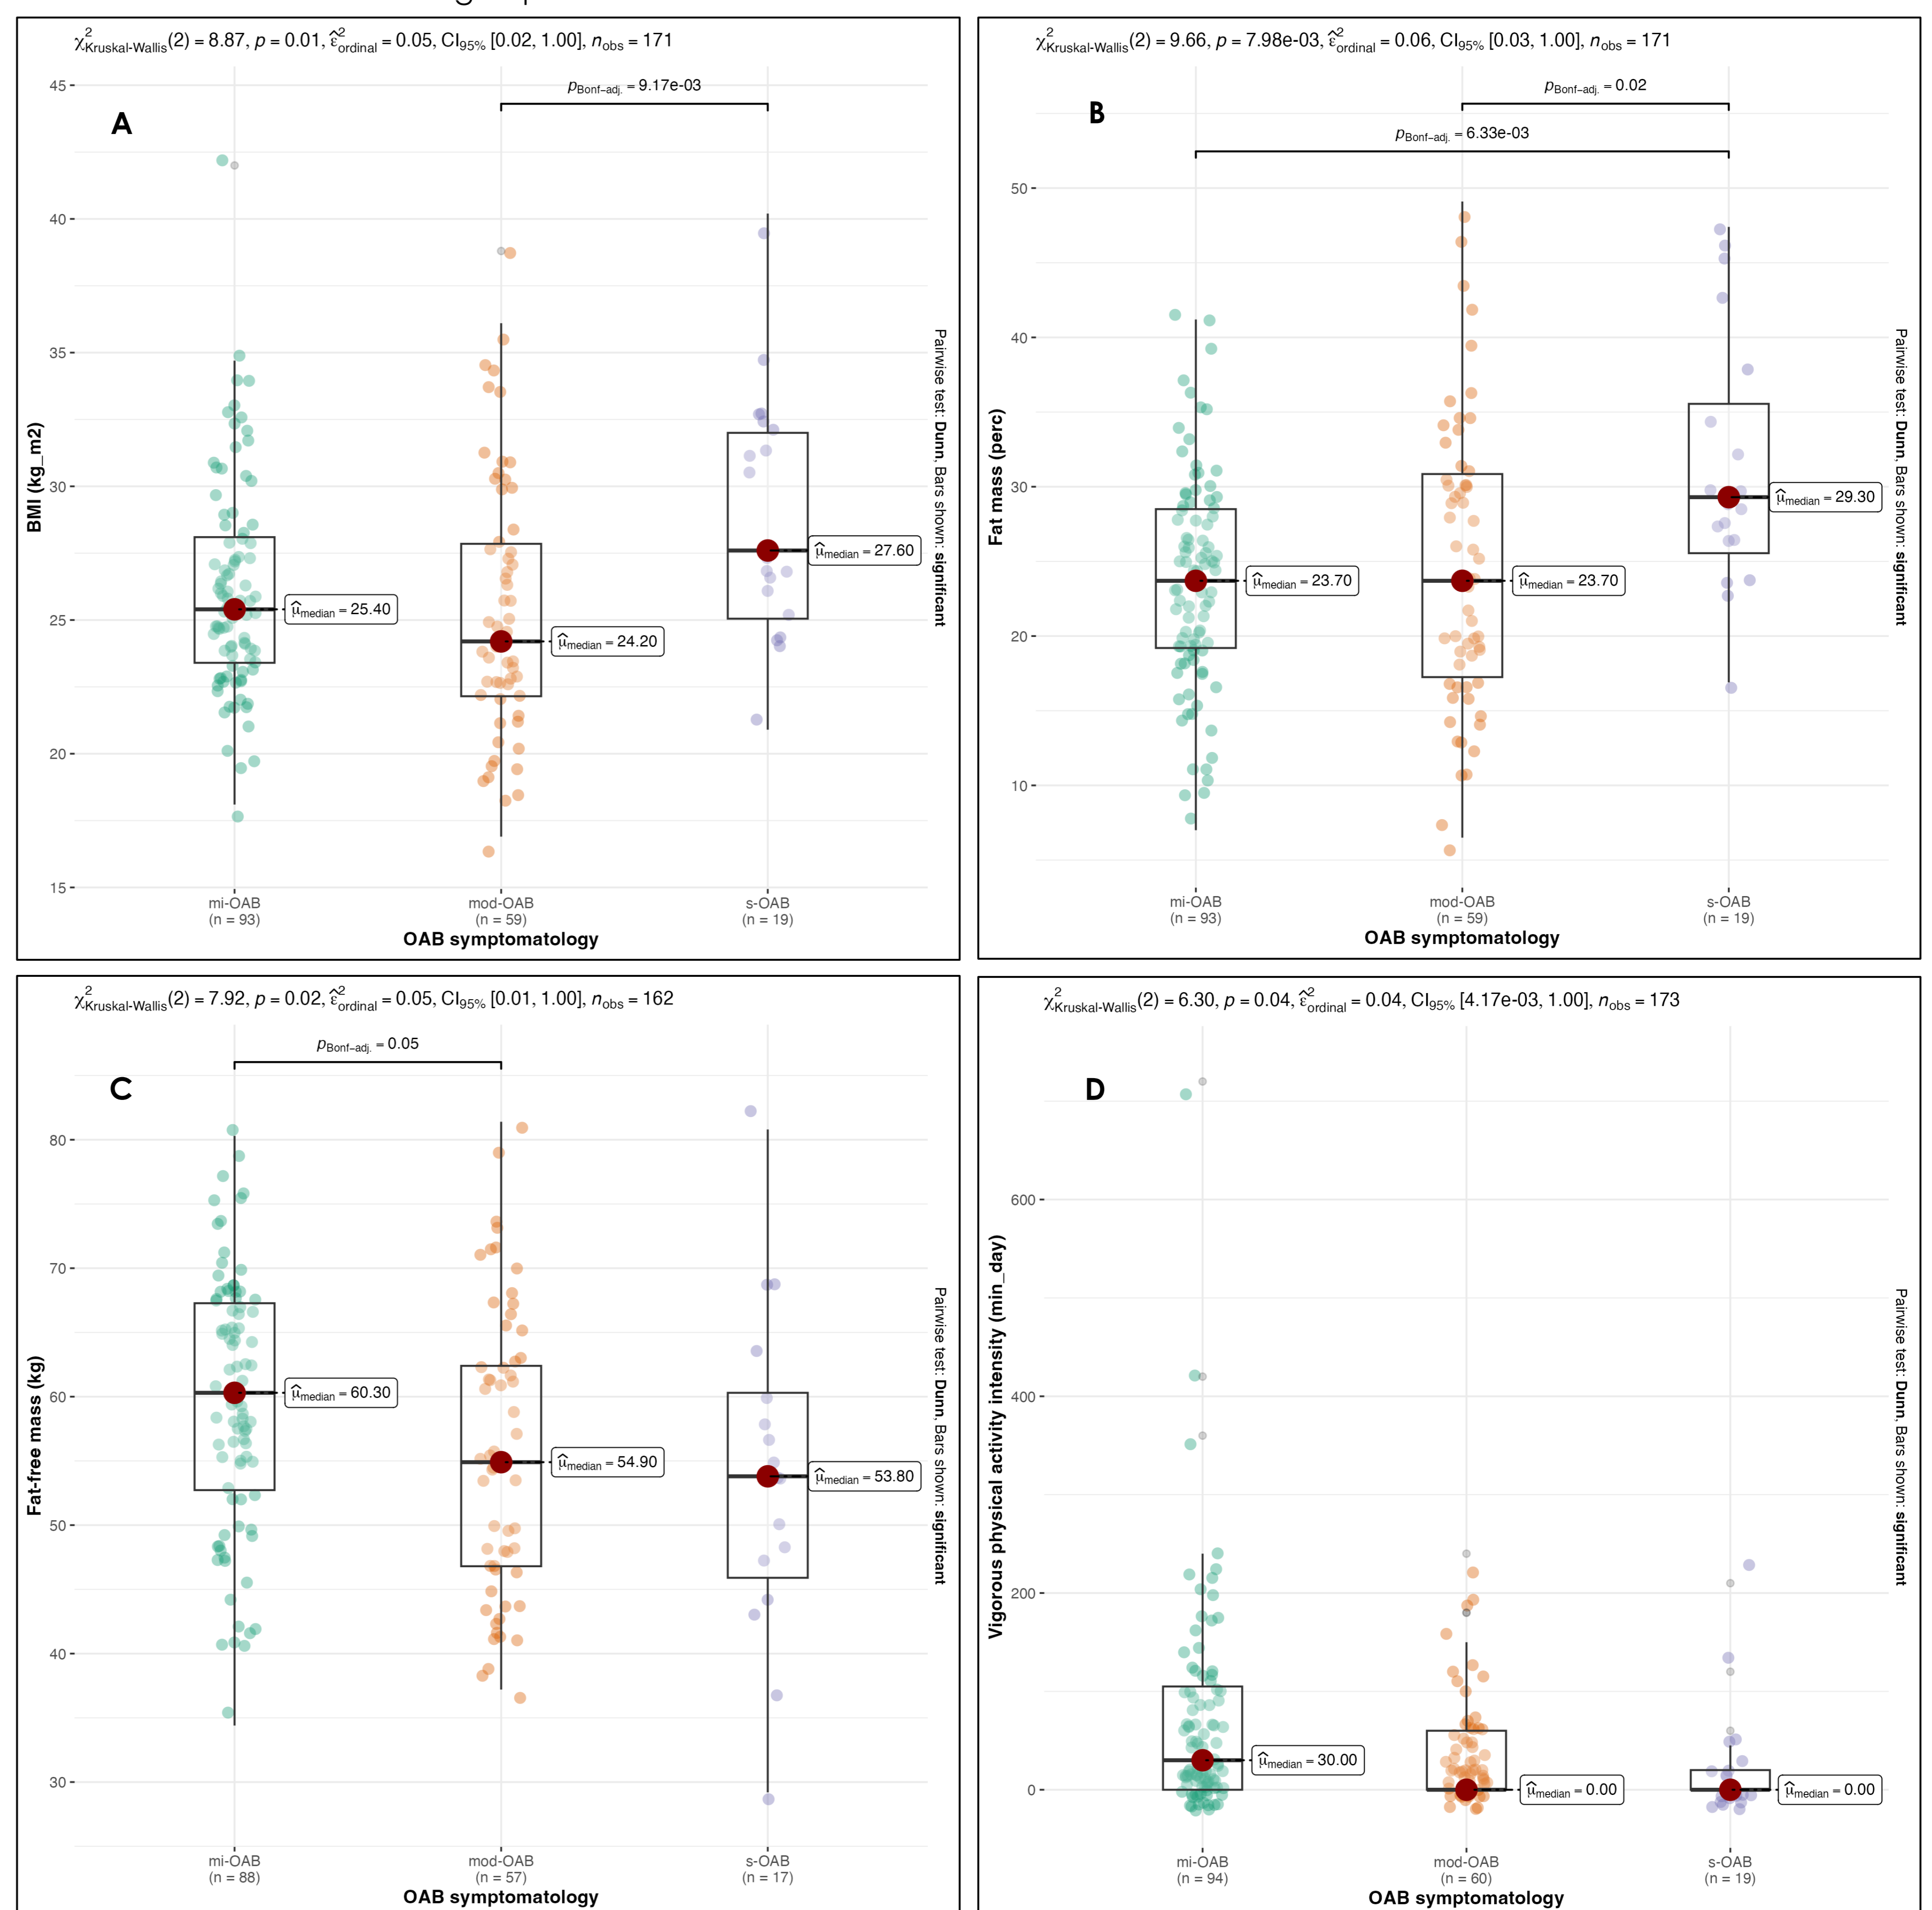 χ²Kruskal-Wallis(2) = 8.87, p = 0.01, ε̂²ordinal = 0.05, CI95% [0.02, 1.00], nobs = 171
pBonf−adj. = 9.17e-03
A
45
40
35
30
25
20
15
BMI (kg_m2)
μ̂median = 25.40
μ̂median = 24.20
μ̂median = 27.60
Pairwise test: Dunn, Bars shown: significant
mi-OAB
(n = 93)
mod-OAB
(n = 59)
s-OAB
(n = 19)
OAB symptomatology
χ²Kruskal-Wallis(2) = 9.66, p = 7.98e-03, ε̂²ordinal = 0.06, CI95% [0.03, 1.00], nobs = 171
pBonf−adj. = 0.02
pBonf−adj. = 6.33e-03
B
50
40
30
20
10
Fat mass (perc)
μ̂median = 23.70
μ̂median = 23.70
μ̂median = 29.30
Pairwise test: Dunn, Bars shown: significant
mi-OAB
(n = 93)
mod-OAB
(n = 59)
s-OAB
(n = 19)
OAB symptomatology
χ²Kruskal-Wallis(2) = 7.92, p = 0.02, ε̂²ordinal = 0.05, CI95% [0.01, 1.00], nobs = 162
pBonf−adj. = 0.05
C
80
70
60
50
40
30
Fat-free mass (kg)
μ̂median = 60.30
μ̂median = 54.90
μ̂median = 53.80
Pairwise test: Dunn, Bars shown: significant
mi-OAB
(n = 88)
mod-OAB
(n = 57)
s-OAB
(n = 17)
OAB symptomatology
χ²Kruskal-Wallis(2) = 6.30, p = 0.04, ε̂²ordinal = 0.04, CI95% [4.17e-03, 1.00], nobs = 173
D
600
400
200
0
Vigorous physical activity intensity (min_day)
μ̂median = 30.00
μ̂median = 0.00
μ̂median = 0.00
Pairwise test: Dunn, Bars shown: significant
mi-OAB
(n = 94)
mod-OAB
(n = 60)
s-OAB
(n = 19)
OAB symptomatology